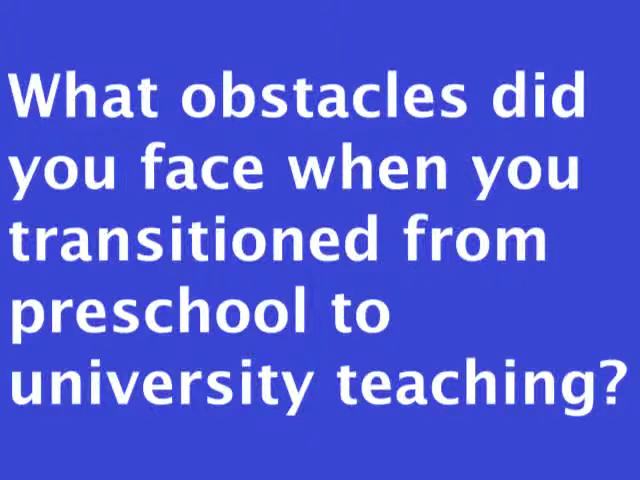 What obstacles did
you face when you
transitioned from
preschool to
university teaching?